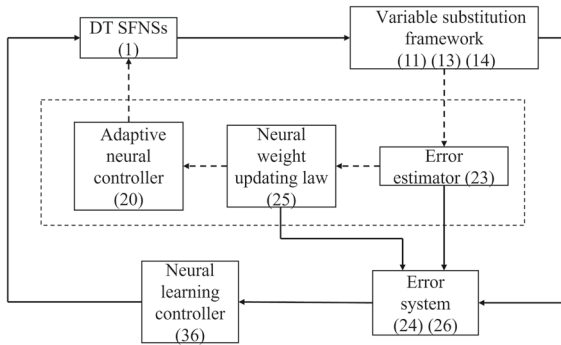 DT SFNSs
(1)
Variable substitution
framework
(11) (13) (14)
Adaptive
neural
controller
(20)
Neural
weight
updating law
(25)
Error
estimator (23)
Neural
learning
controller
(36)
Error
system
(24) (26)